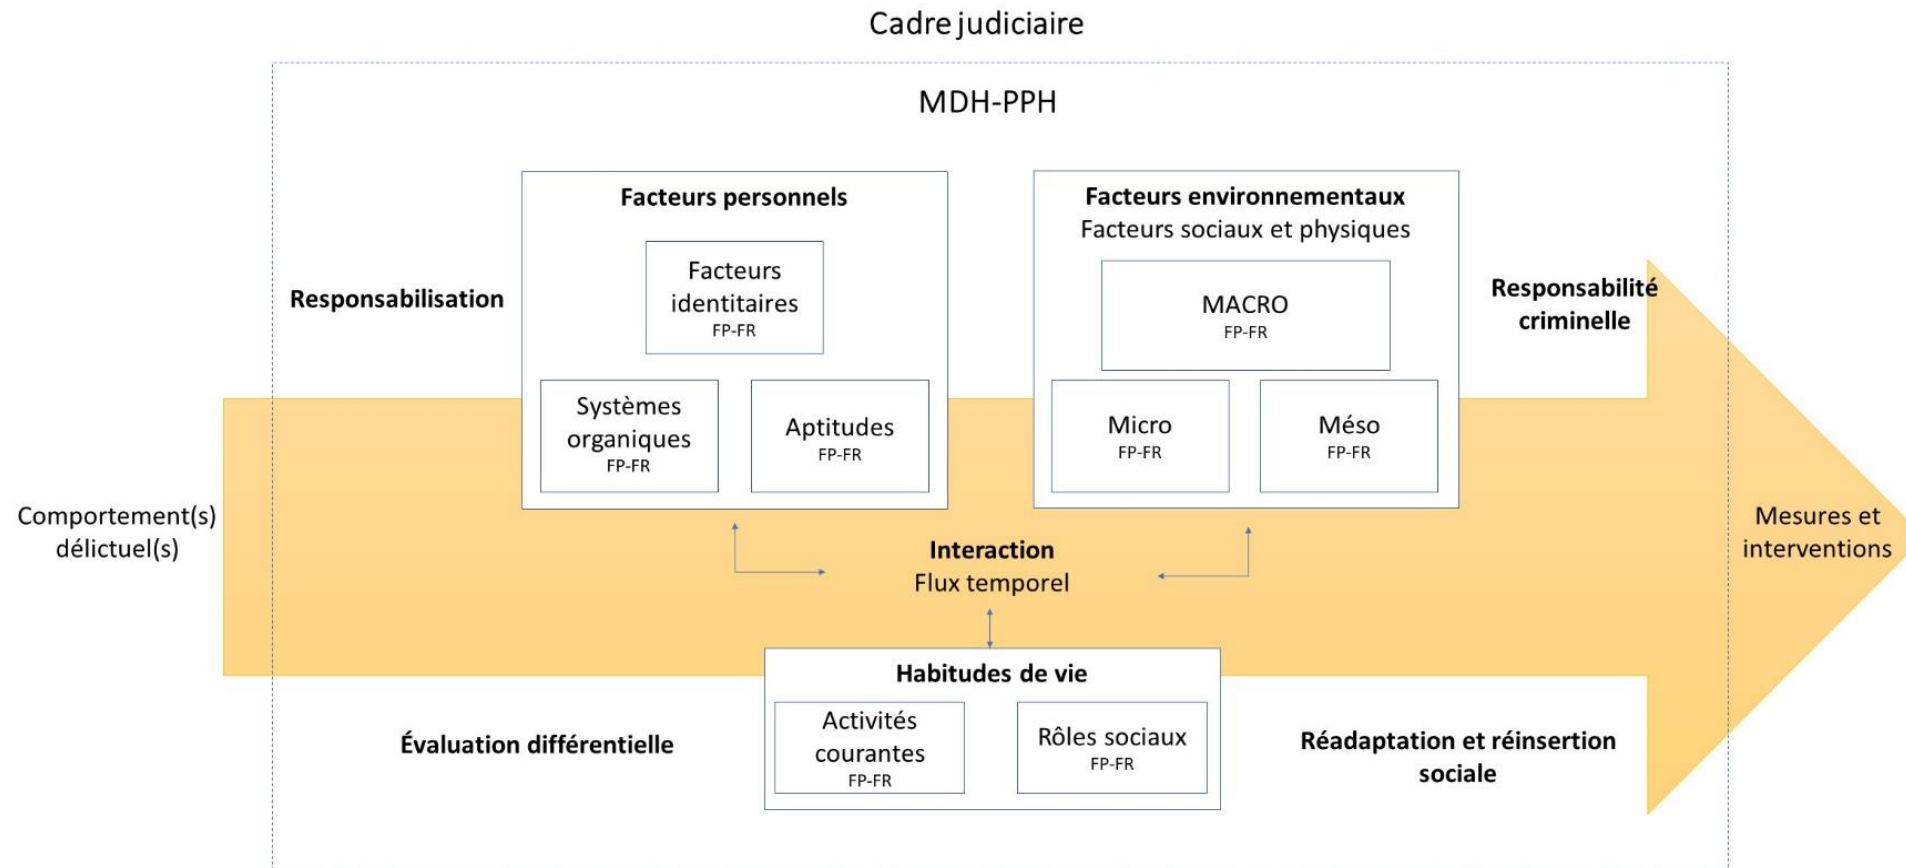 Cadre judiciaire
MDH-PPH
Facteurs personnels
Facteurs
identitaires
FP-FR
Systèmes
organiques
FP-FR
Aptitudes
FP-FR
Facteurs environnementaux
Facteurs sociaux et physiques
MACRO
FP-FR
Micro
FP-FR
Méso
FP-FR
Responsabilisation
Responsabilité
criminelle
Comportement(s)
délictuel(s)
Interaction
Flux temporel
Mesures et
interventions
Habitudes de vie
Activités
courantes
FP-FR
Rôles sociaux
FP-FR
Évaluation différentielle
Réadaptation et réinsertion
sociale